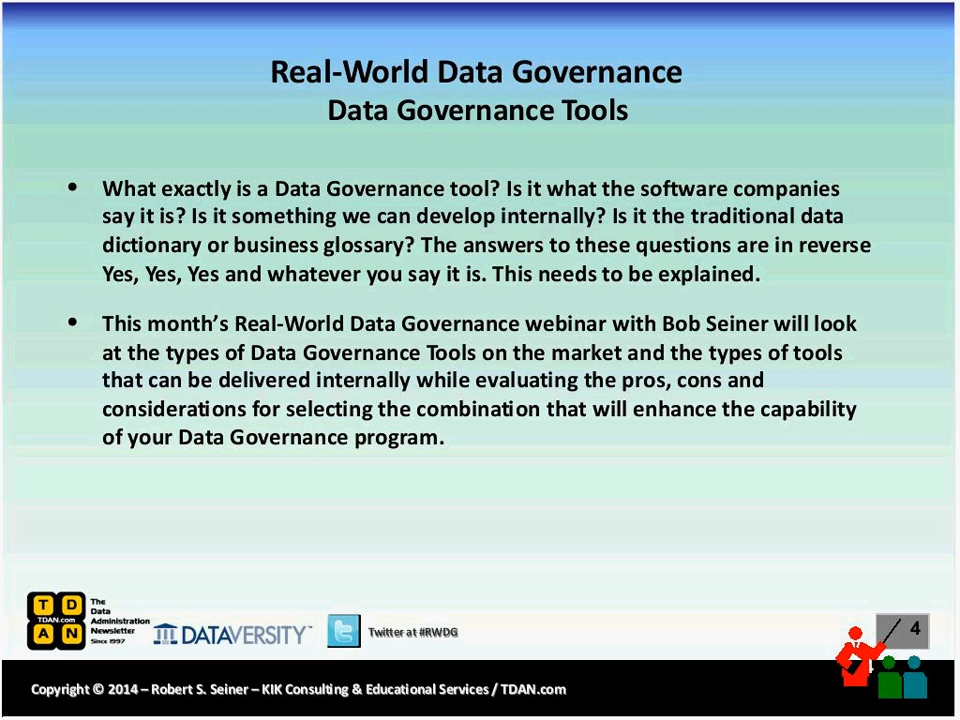 Real-World Data Governance
Data Governance Tools
• What exactly is a Data Governance tool? Is it what the software companies
say it is? Is it something we can develop internally? Is it the traditional data
dictionary or business glossary? The answers to these questions are in reverse
Yes, Yes, Yes and whatever you say it is. This needs to be explained.
• This month’s Real-World Data Governance webinar with Bob Seiner will look
at the types of Data Governance Tools on the market and the types of tools
that can be delivered internally while evaluating the pros, cons and
considerations for selecting the combination that will enhance the capability
of your Data Governance program.
T D
TDAN.com
A N
The
Data
Administration
Newsletter
Since 1997
DATAVERSITY™
Twitter at #RWDG
4
Copyright © 2014 – Robert S. Seiner – KIK Consulting & Educational Services / TDAN.com